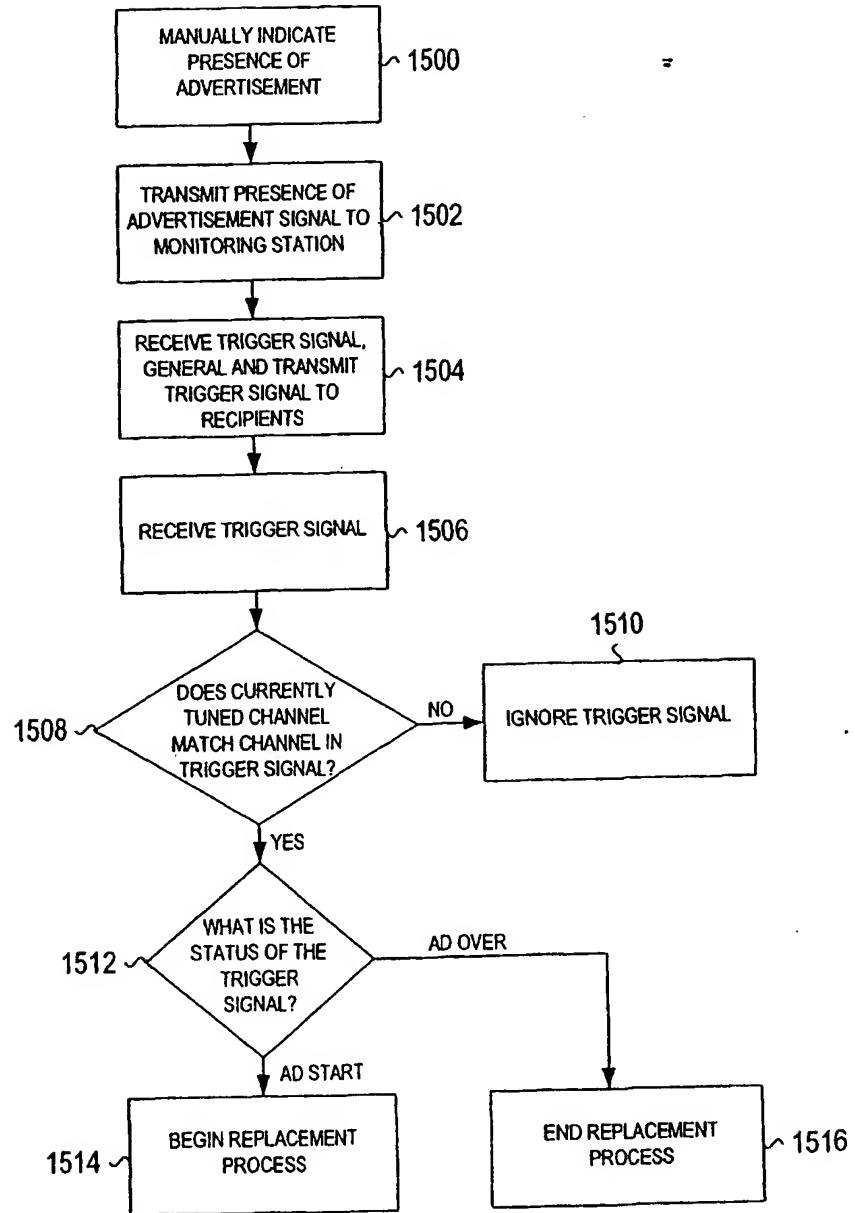 MANUALLY INDICATE
PRESENCE OF
ADVERTISEMENT
1500
TRANSMIT PRESENCE OF
ADVERTISEMENT SIGNAL TO
MONITORING STATION
1502
RECEIVE TRIGGER SIGNAL,
GENERAL AND TRANSMIT
TRIGGER SIGNAL TO
RECIPIENTS
1504
RECEIVE TRIGGER SIGNAL
1506
1508
DOES CURRENTLY
TUNED CHANNEL
MATCH CHANNEL IN
TRIGGER SIGNAL?
NO
1510
IGNORE TRIGGER SIGNAL
YES
1512
WHAT IS THE
STATUS OF THE
TRIGGER
SIGNAL?
AD OVER
AD START
1514
BEGIN REPLACEMENT
PROCESS
END REPLACEMENT
PROCESS
1516